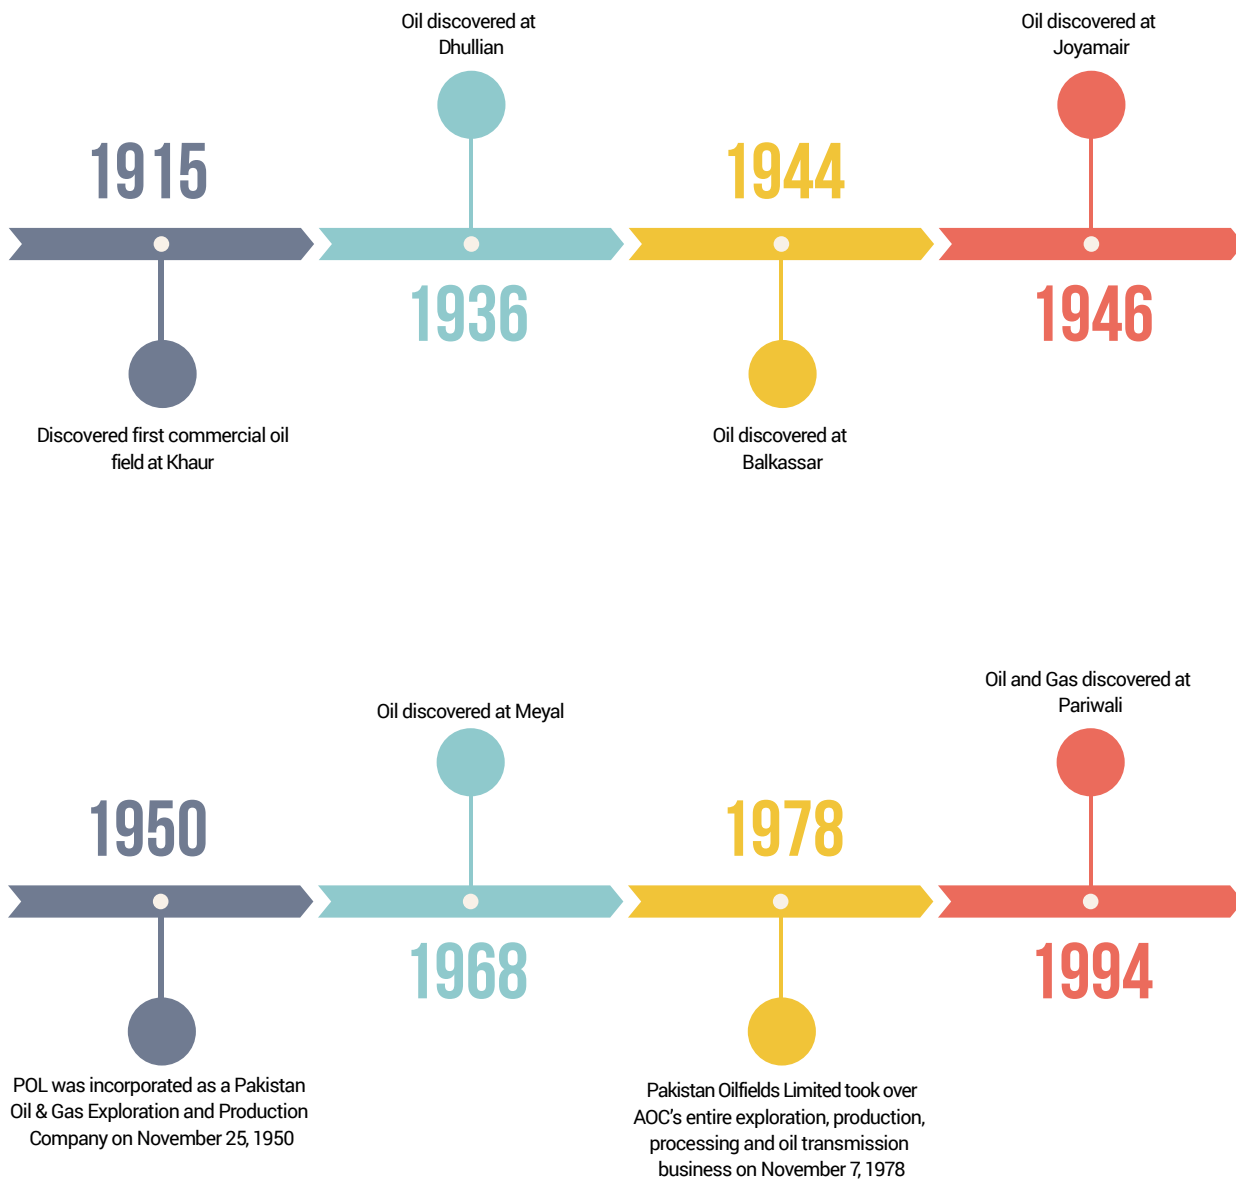 Oil discovered at
Dhullian
Oil discovered at
Joyamair
1915
1944
1936
1946
Discovered first commercial oil
field at Khaur
Oil discovered at
Balkassar
Oil discovered at Meyal
Oil and Gas discovered at
Pariwali
1950
1978
1968
1994
POL was incorporated as a Pakistan
Oil & Gas Exploration and Production
Company on November 25, 1950
Pakistan Oilfields Limited took over
AOC's entire exploration, production,
processing and oil transmission
business on November 7, 1978